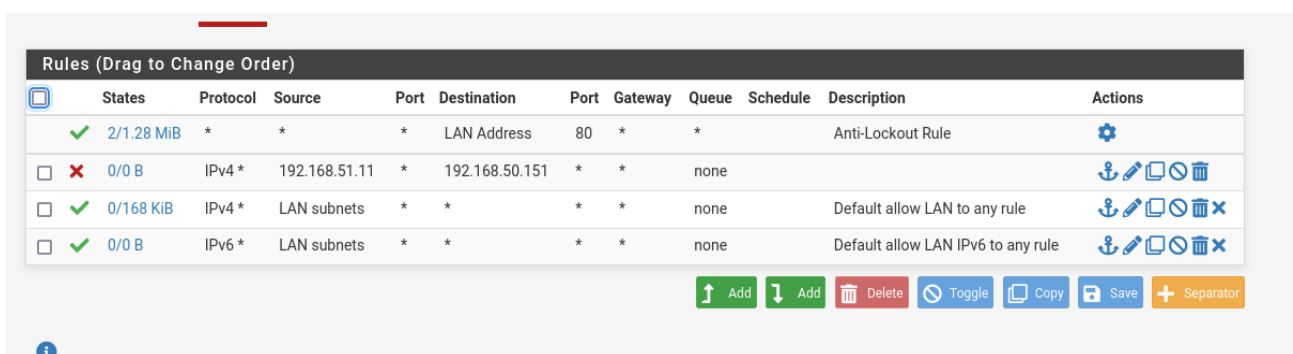 Rules (Drag to Change Order)
States Protocol Source Port Destination Port Gateway Queue Schedule Description Actions
2/1.28 MiB * * * LAN Address 80 * * Anti-Lockout Rule
0/0 B IPv4 * 192.168.51.11 * 192.168.50.151 * * none
0/168 KiB IPv4 * LAN subnets * * * * none Default allow LAN to any rule
0/0 B IPv6 * LAN subnets * * * * none Default allow LAN IPv6 to any rule
Add Add Delete Toggle Copy Save Separator